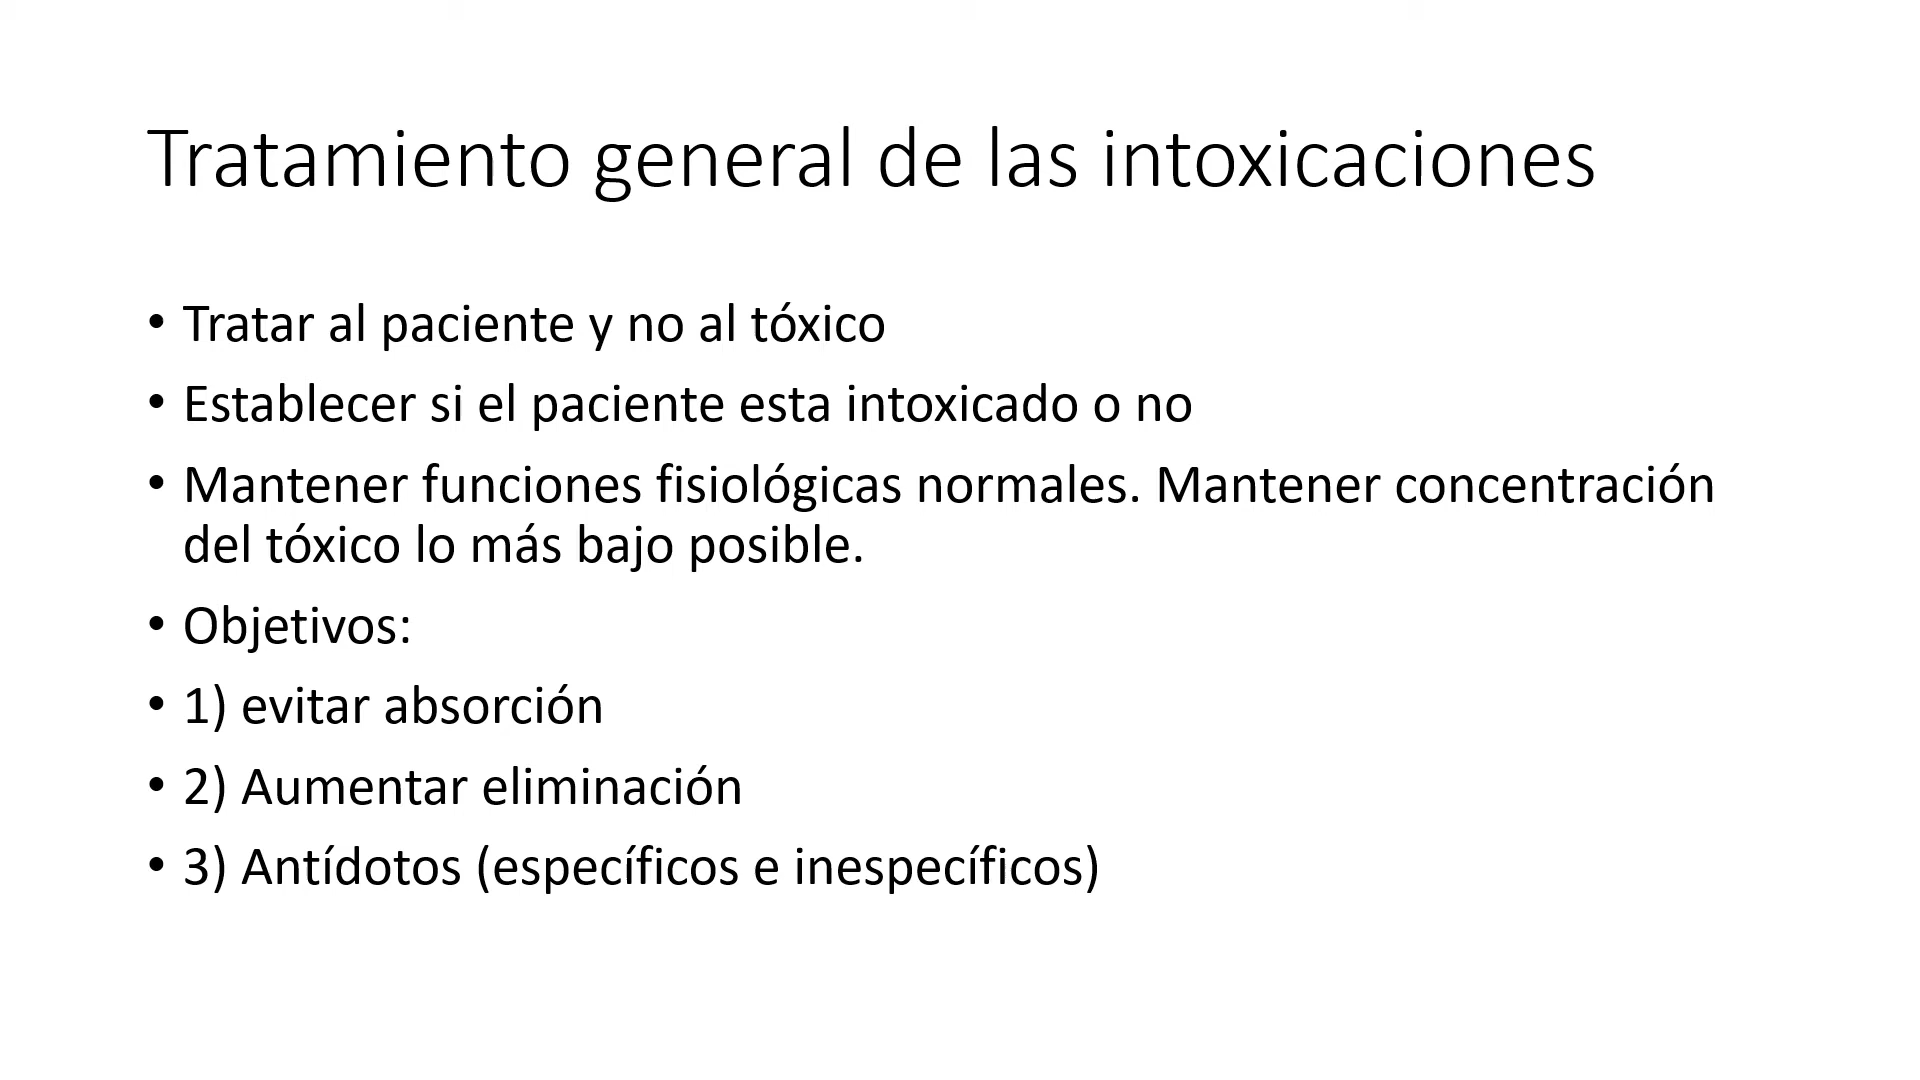 Tratamiento general de las intoxicaciones
• Tratar al paciente y no al tóxico
• Establecer si el paciente esta intoxicado o no
• Mantener funciones fisiológicas normales. Mantener concentración
del tóxico lo más bajo posible.
• Objetivos:
• 1) evitar absorción
• 2) Aumentar eliminación
• 3) Antídotos (específicos e inespecíficos)